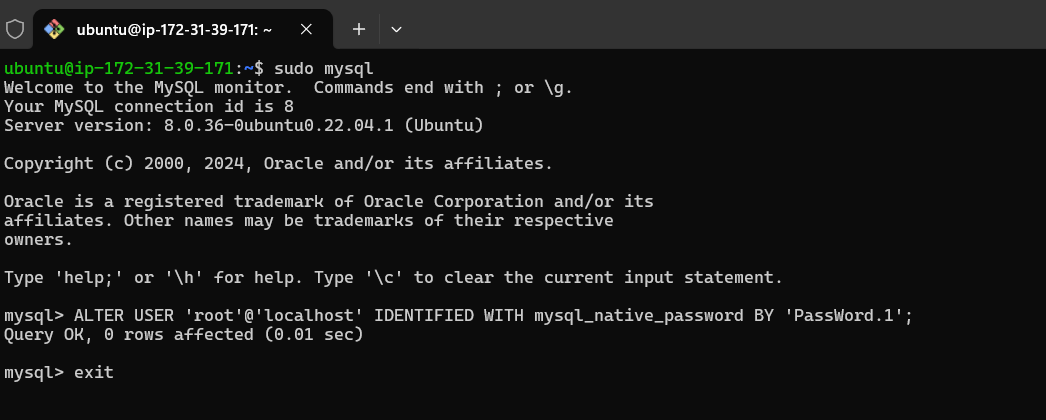 ubuntu@ip-172-31-39-171: ~
ubuntu@ip-172-31-39-171:~$ sudo mysql
Welcome to the MySQL monitor.  Commands end with ; or \g.
Your MySQL connection id is 8
Server version: 8.0.36-0ubuntu0.22.04.1 (Ubuntu)
Copyright (c) 2000, 2024, Oracle and/or its affiliates.
Oracle is a registered trademark of Oracle Corporation and/or its
affiliates. Other names may be trademarks of their respective
owners.
Type 'help;' or '\h' for help. Type '\c' to clear the current input statement.
mysql> ALTER USER 'root'@'localhost' IDENTIFIED WITH mysql_native_password BY 'PassWord.1';
Query OK, 0 rows affected (0.01 sec)
mysql> exit